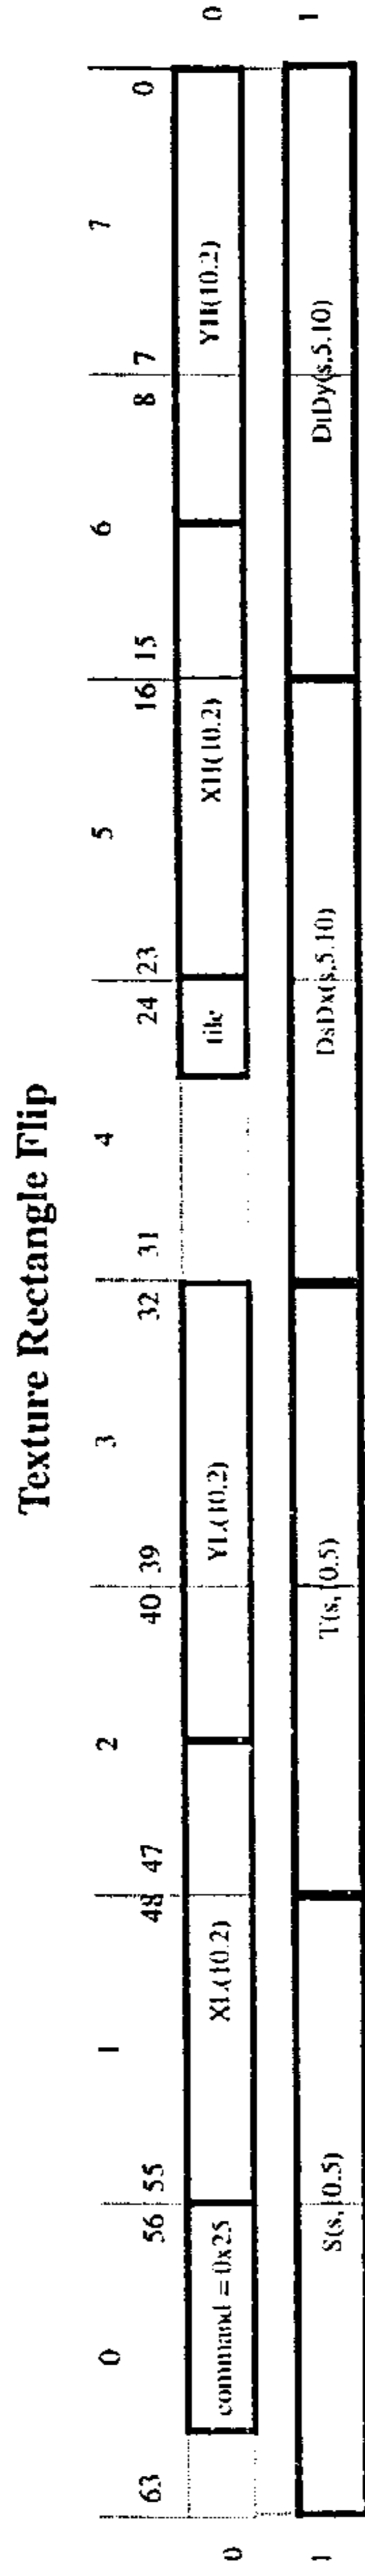 Texture Rectangle Flip
0 1 2 3 4 5 6 7
63 56 55 48 47 40 39 32 31 24 23 16 15 8 7 0
0 command = 0x25 XL(10.2) YL(10.2) tile XH(10.2) YH(10.2) 0
1 S(s,10.5) T(s,10.5) DsDx(s,5.10) DtDy(s,5.10) 1